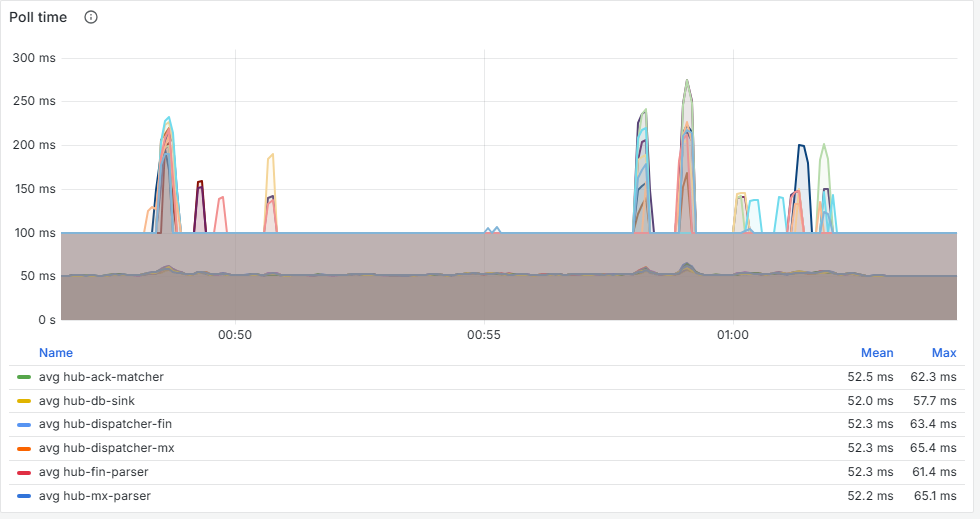 Poll time
300 ms
250 ms
200 ms
150 ms
100 ms
50 ms
0 s
00:50 00:55 01:00
Name Mean Max
avg hub-ack-matcher 52.5 ms 62.3 ms
avg hub-db-sink 52.0 ms 57.7 ms
avg hub-dispatcher-fin 52.3 ms 63.4 ms
avg hub-dispatcher-mx 52.3 ms 65.4 ms
avg hub-fin-parser 52.3 ms 61.4 ms
avg hub-mx-parser 52.2 ms 65.1 ms